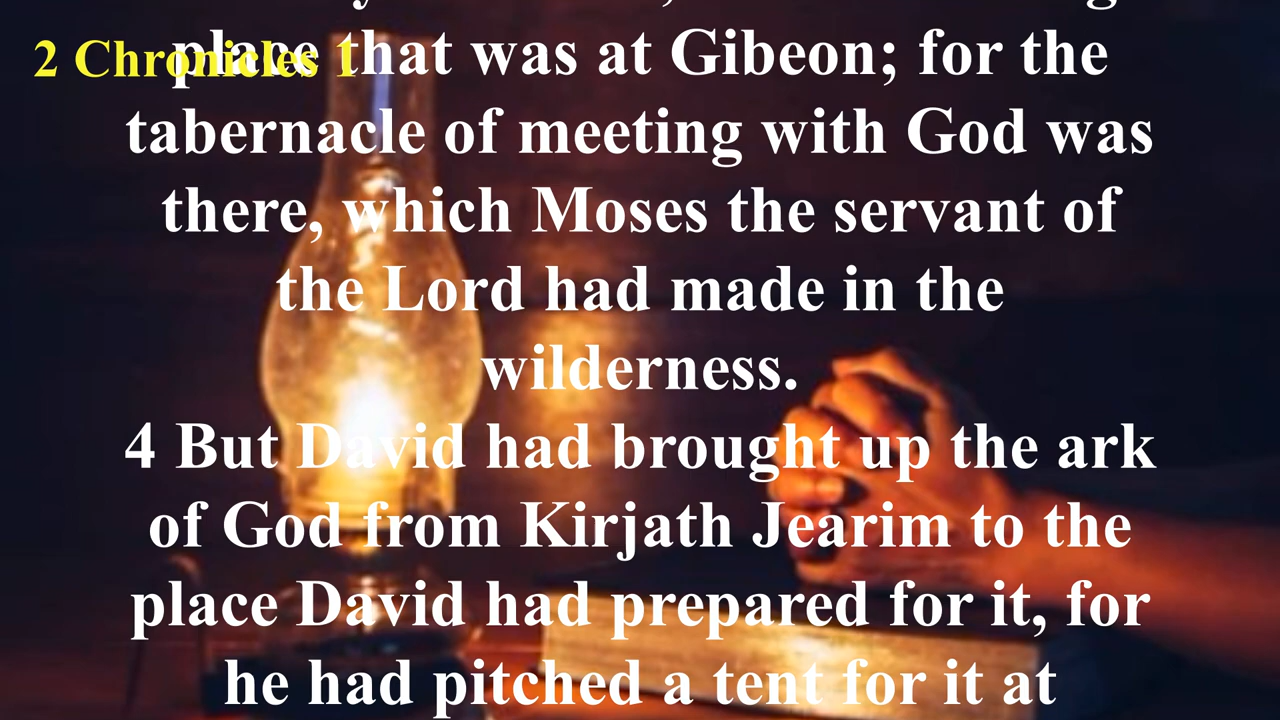 2 Chronicles 1
place that was at Gibeon; for the
tabernacle of meeting with God was
there, which Moses the servant of
the Lord had made in the
wilderness.
4 But David had brought up the ark
of God from Kirjath Jearim to the
place David had prepared for it, for
he had pitched a tent for it at